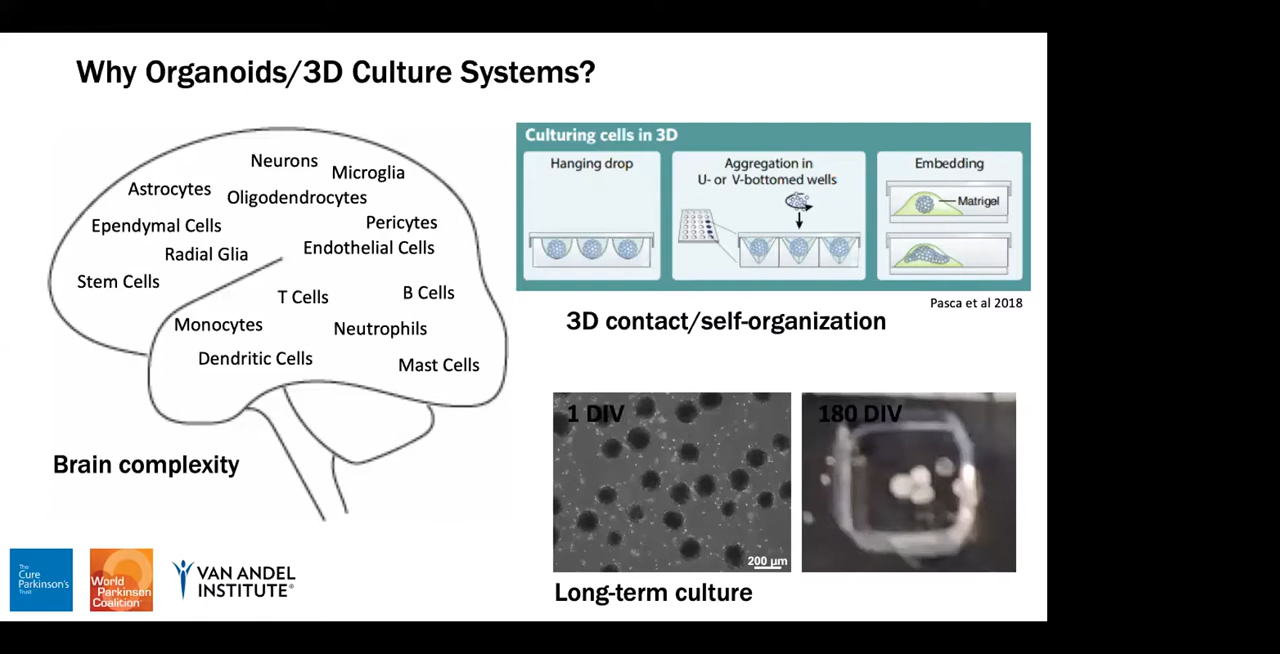 Why Organoids/3D Culture Systems?
Neurons
Microglia
Astrocytes
Oligodendrocytes
Ependymal Cells
Pericytes
Radial Glia
Endothelial Cells
Stem Cells
T Cells
B Cells
Monocytes
Neutrophils
Dendritic Cells
Mast Cells
Brain complexity
Culturing cells in 3D
Hanging drop
Aggregation in
U- or V-bottomed wells
Embedding
Matrigel
Pasca et al 2018
3D contact/self-organization
1 DIV
200 µm
180 DIV
Long-term culture
The
Cure
Parkinson's
Trust
World
Parkinson
Coalition
VAN ANDEL
INSTITUTE®